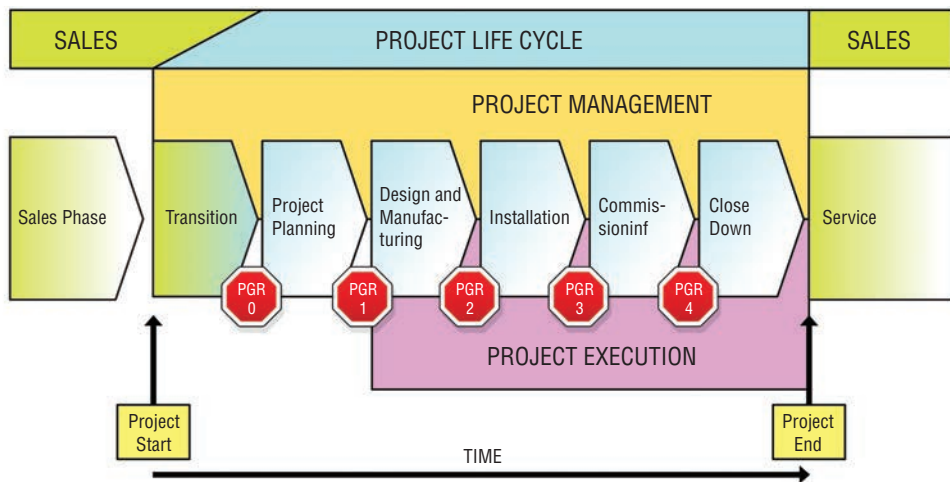 SALES
PROJECT LIFE CYCLE
SALES
PROJECT MANAGEMENT
Sales Phase
Transition
Project
Planning
Design and
Manufac-
turing
Installation
Commis-
sioninf
Close
Down
Service
PGR
0
PGR
1
PGR
2
PGR
3
PGR
4
PROJECT EXECUTION
Project
Start
TIME
Project
End